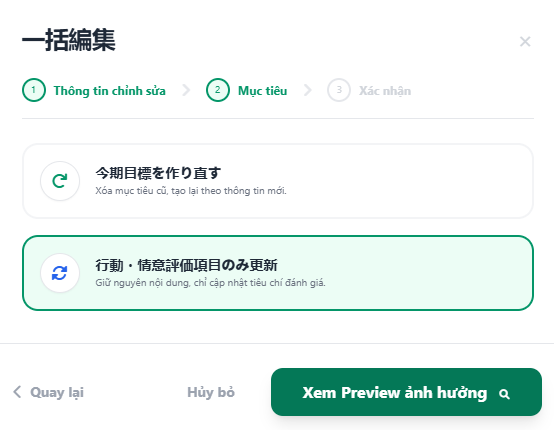 一括編集
1 Thông tin chỉnh sửa 2 Mục tiêu 3 Xác nhận
今期目標を作り直す
Xóa mục tiêu cũ, tạo lại theo thông tin mới.
行動・情意評価項目のみ更新
Giữ nguyên nội dung, chỉ cập nhật tiêu chí đánh giá.
Quay lại Hủy bỏ Xem Preview ảnh hưởng